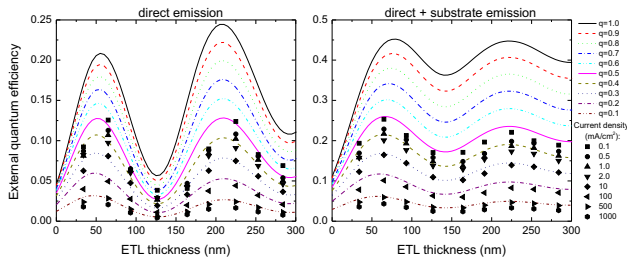 direct emission
direct + substrate emission
External quantum efficiency
0.25
0.20
0.15
0.10
0.05
0.00
0 50 100 150 200 250 300
ETL thickness (nm)
0.5
0.4
0.3
0.2
0.1
0.0
0 50 100 150 200 250 300
ETL thickness (nm)
q=1.0
q=0.9
q=0.8
q=0.7
q=0.6
q=0.5
q=0.4
q=0.3
q=0.2
q=0.1
Current density
(mA/cm²):
0.1
0.5
1.0
2.0
10
100
500
1000